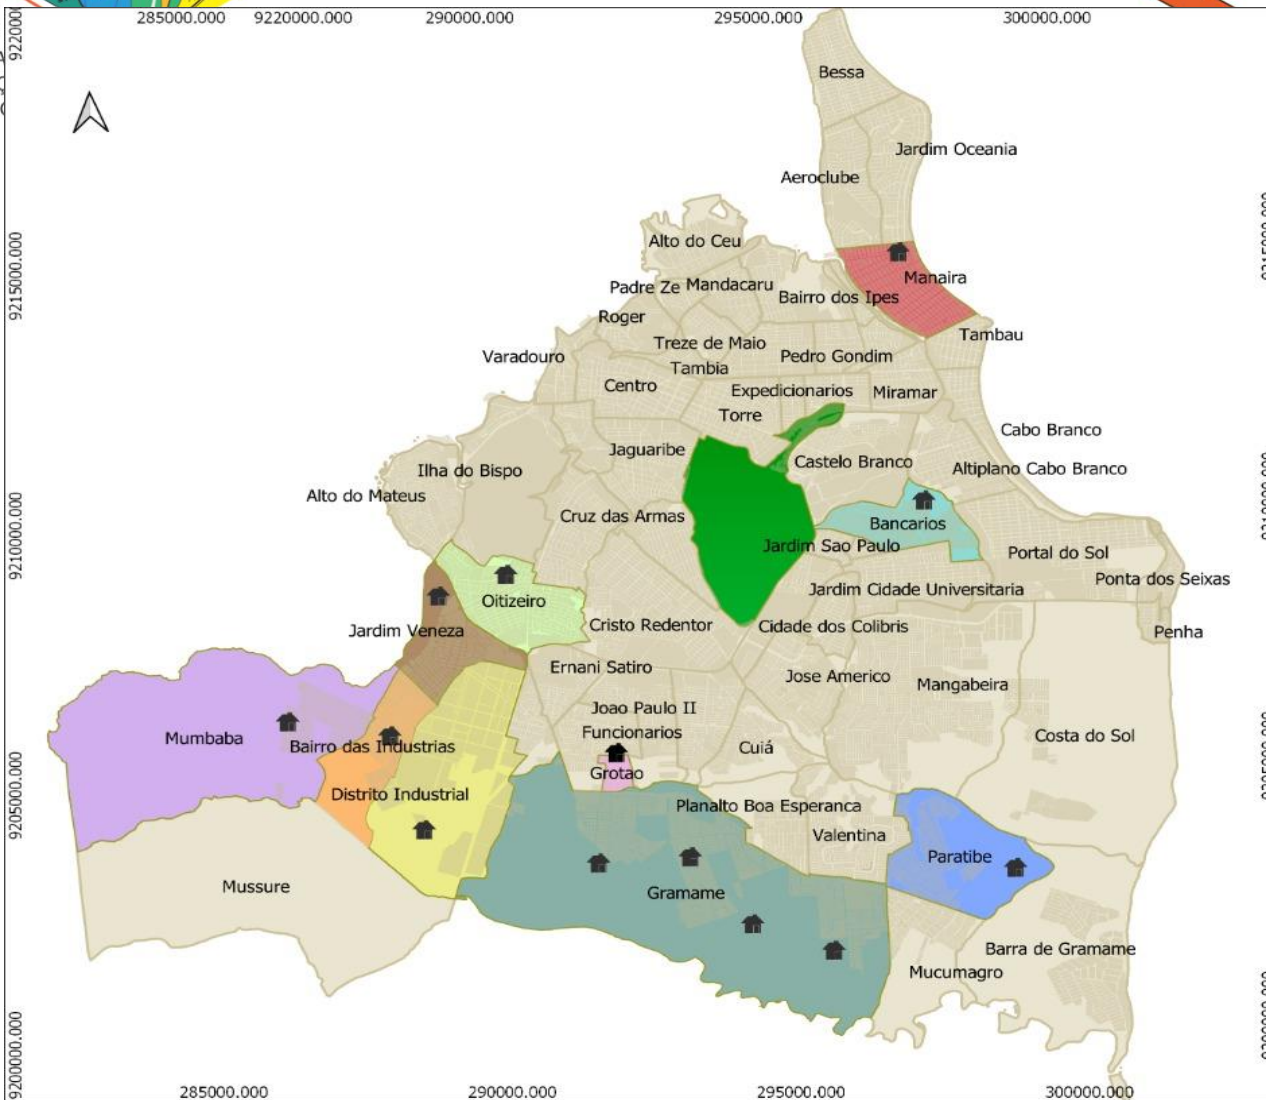 285000.000 9220000.000 290000.000 295000.000 300000.000
Bessa
Jardim Oceania
Aeroclube
Alto do Ceu
Manaira
Padre Ze Mandacaru
Bairro dos Ipes
Roger
Tambau
Treze de Maio
Varadouro
Pedro Gondim
Tambia
Centro
Expedicionarios
Miramar
Torre
Cabo Branco
Jaguaribe
Castelo Branco
Altiplano Cabo Branco
Ilha do Bispo
Alto do Mateus
Cruz das Armas
Bancarios
Jardim Sao Paulo
Portal do Sol
Ponta dos Seixas
Jardim Cidade Universitaria
Oitizeiro
Cristo Redentor
Cidade dos Colibris
Jardim Veneza
Penha
Ernani Satiro
Jose Americo
Mangabeira
Joao Paulo II
Funcionarios
Mumbaba
Bairro das Industrias
Cuiá
Costa do Sol
Grotao
Distrito Industrial
Planalto Boa Esperanca
Valentina
Paratibe
Mussure
Gramame
Barra de Gramame
Mucumagro
9215000.000
9210000.000
9205000.000
9200000.000
285000.000 290000.000 295000.000 300000.000